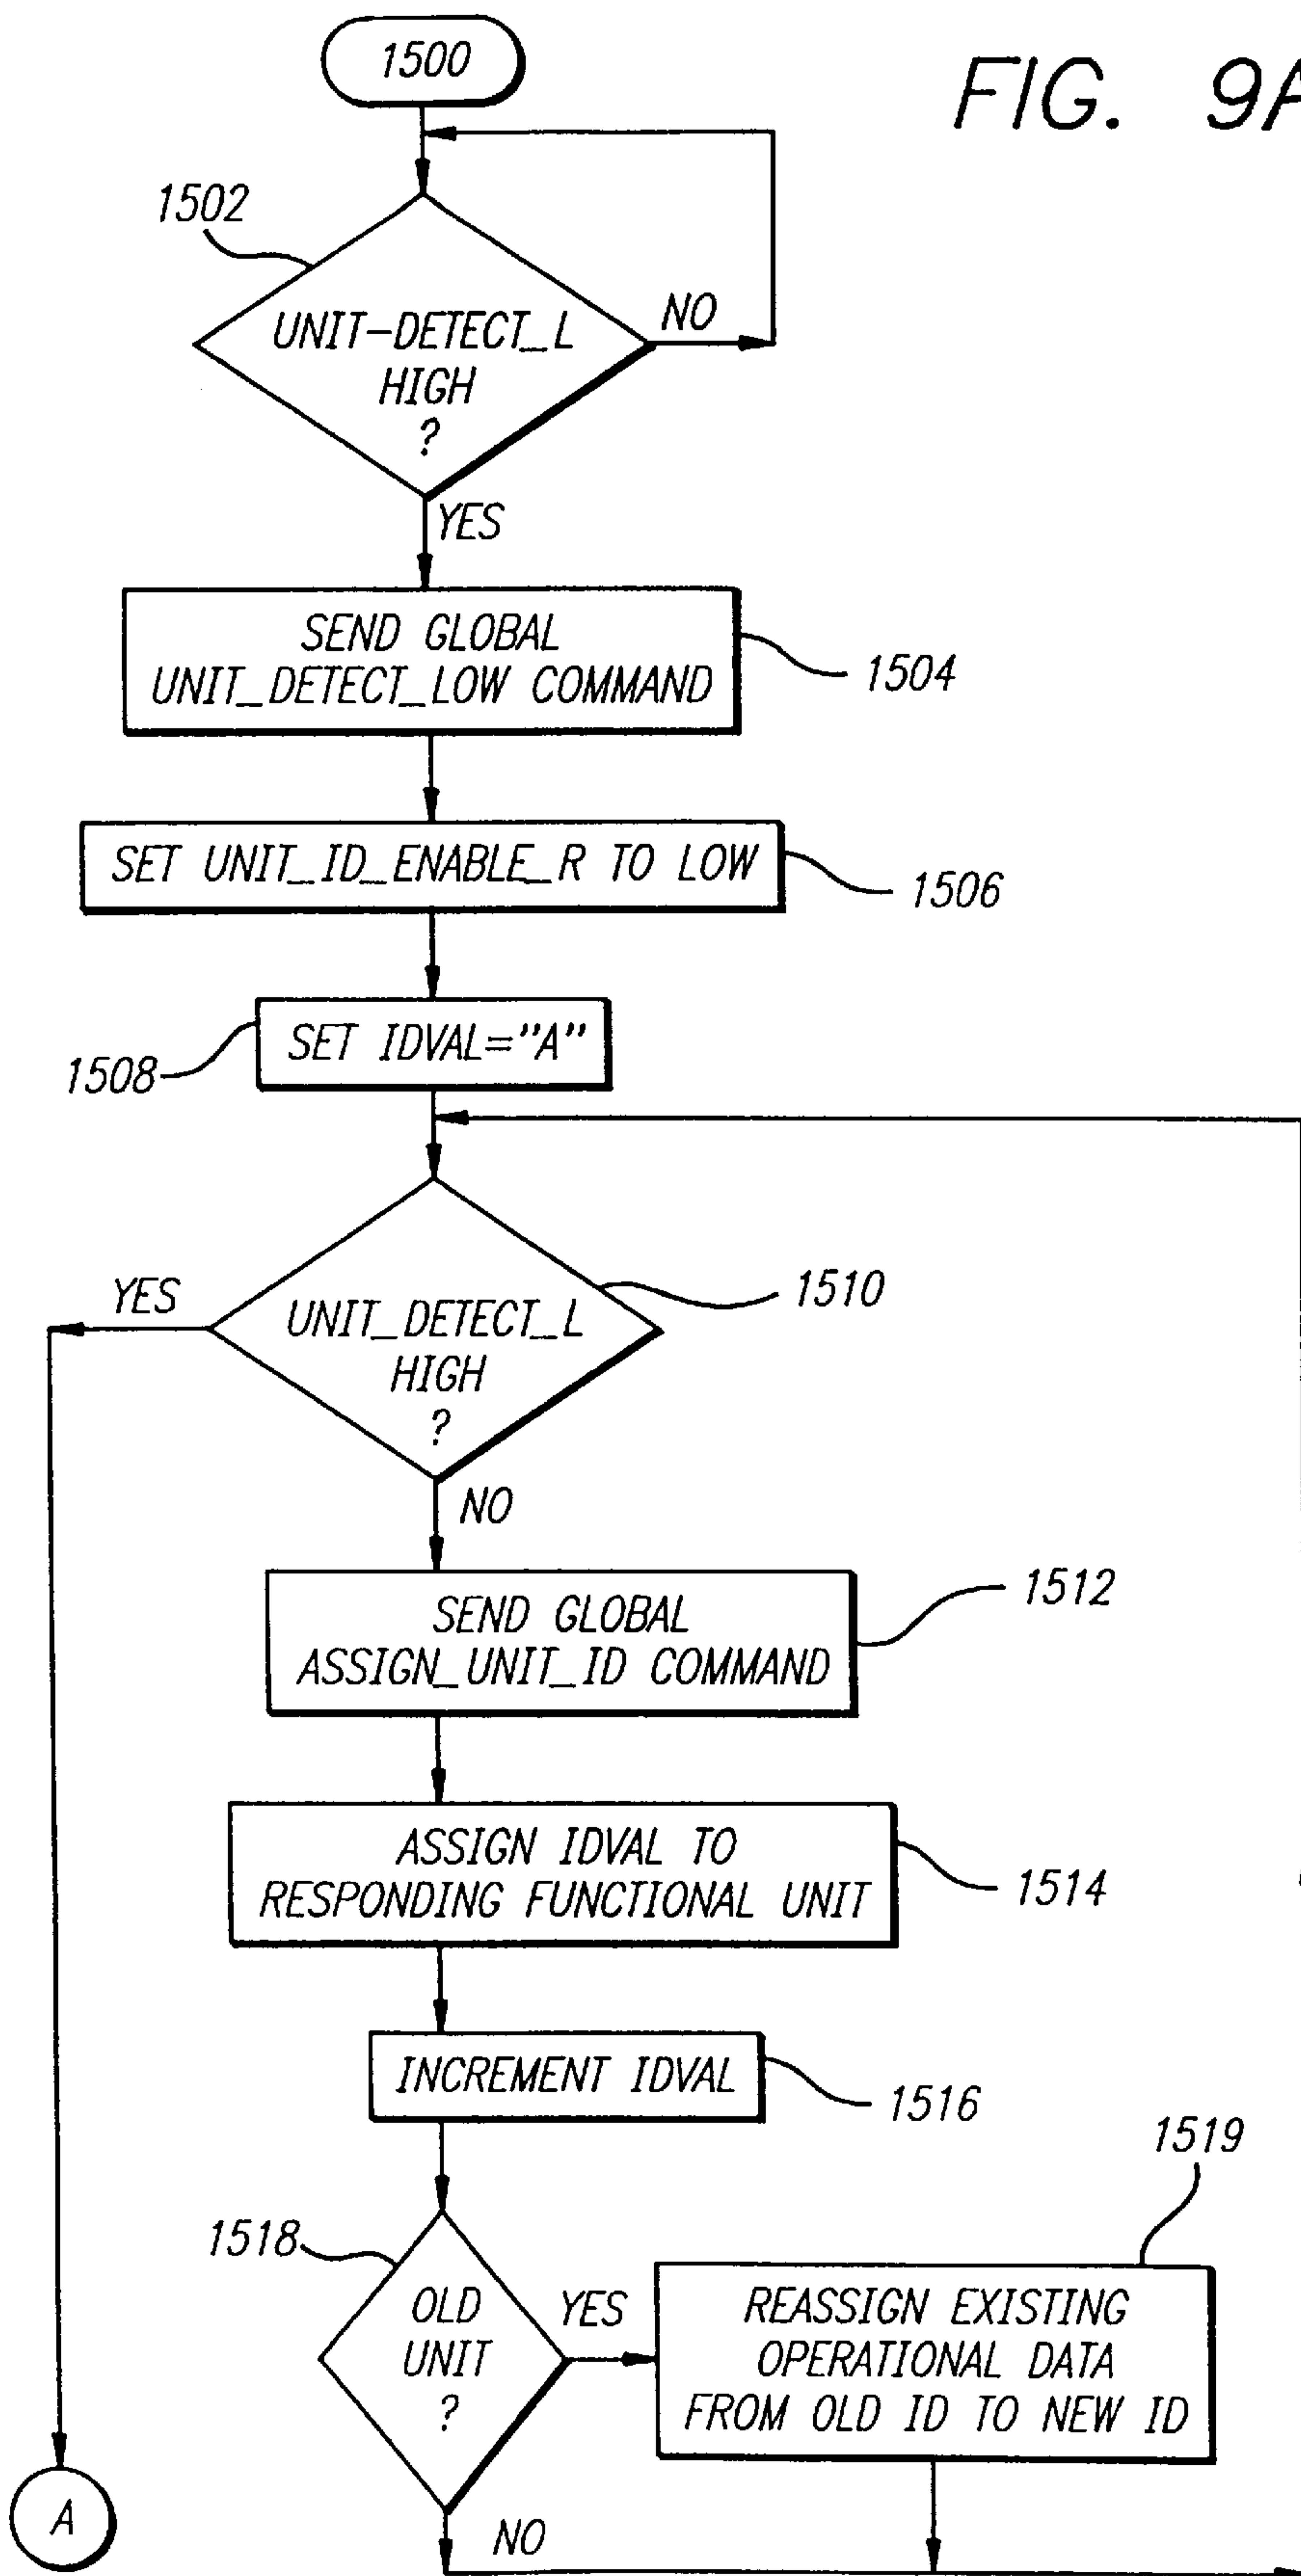 1500
FIG. 9A
1502
UNIT-DETECT_L
HIGH
?
NO
YES
SEND GLOBAL
UNIT_DETECT_LOW COMMAND
1504
SET UNIT_ID_ENABLE_R TO LOW
1506
SET IDVAL="A"
1508
YES
UNIT_DETECT_L
HIGH
?
1510
NO
SEND GLOBAL
ASSIGN_UNIT_ID COMMAND
1512
ASSIGN IDVAL TO
RESPONDING FUNCTIONAL UNIT
1514
INCREMENT IDVAL
1516
1519
1518
OLD
UNIT
?
YES
REASSIGN EXISTING
OPERATIONAL DATA
FROM OLD ID TO NEW ID
A
NO